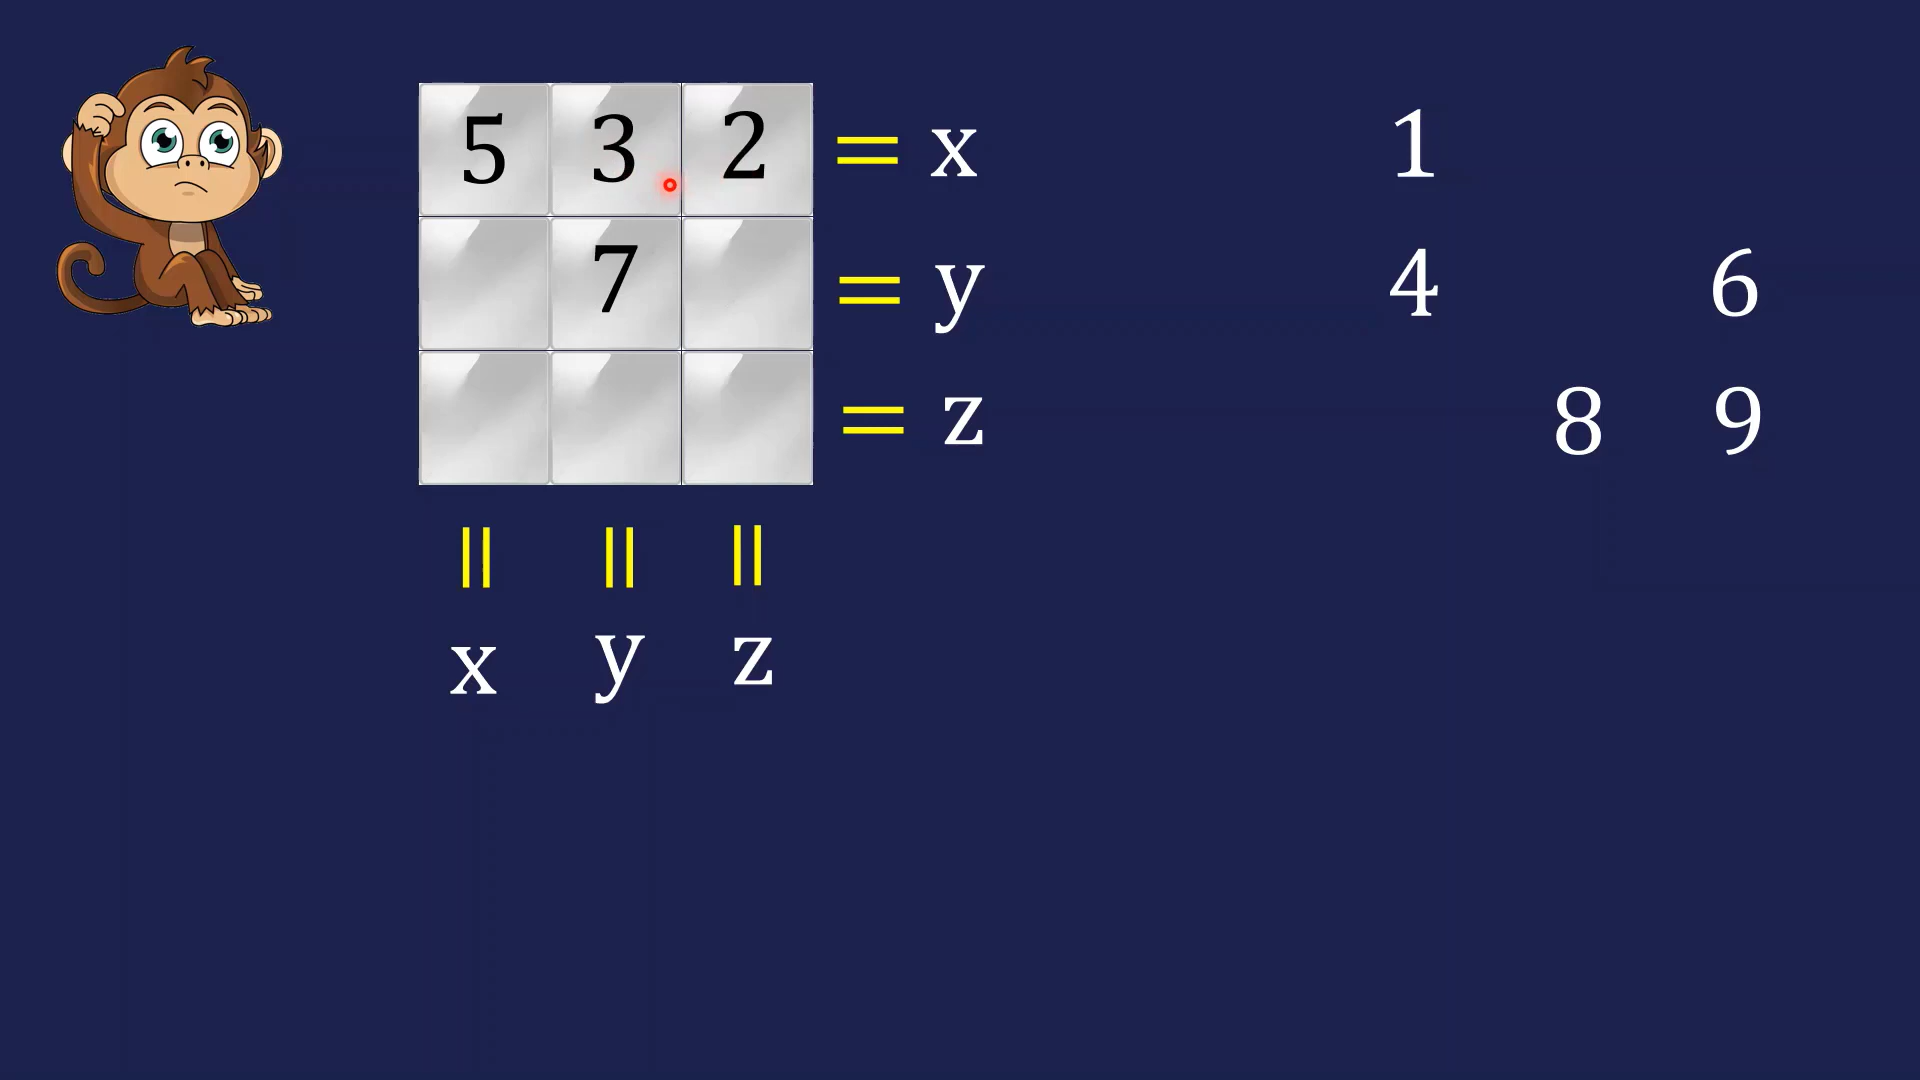 5 3 2 = x 1
7 = y 4 6
= z 8 9
= = =
x y z